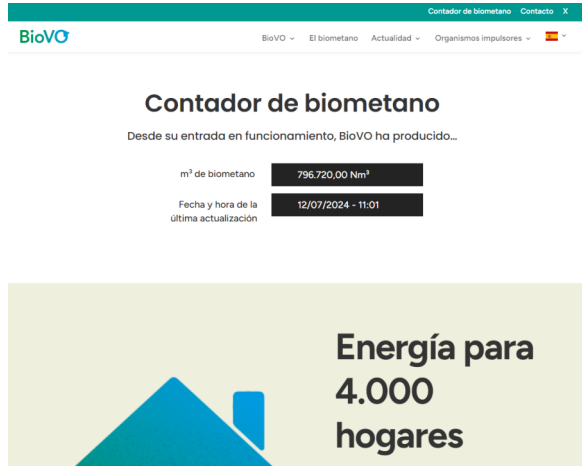 Contador de biometano Contacto X
BioVO
BioVO El biometano Actualidad Organismos impulsores
Contador de biometano
Desde su entrada en funcionamiento, BioVO ha producido...
m³ de biometano 796.720,00 Nm³
Fecha y hora de la 12/07/2024 - 11:01
última actualización
Energía para
4.000
hogares